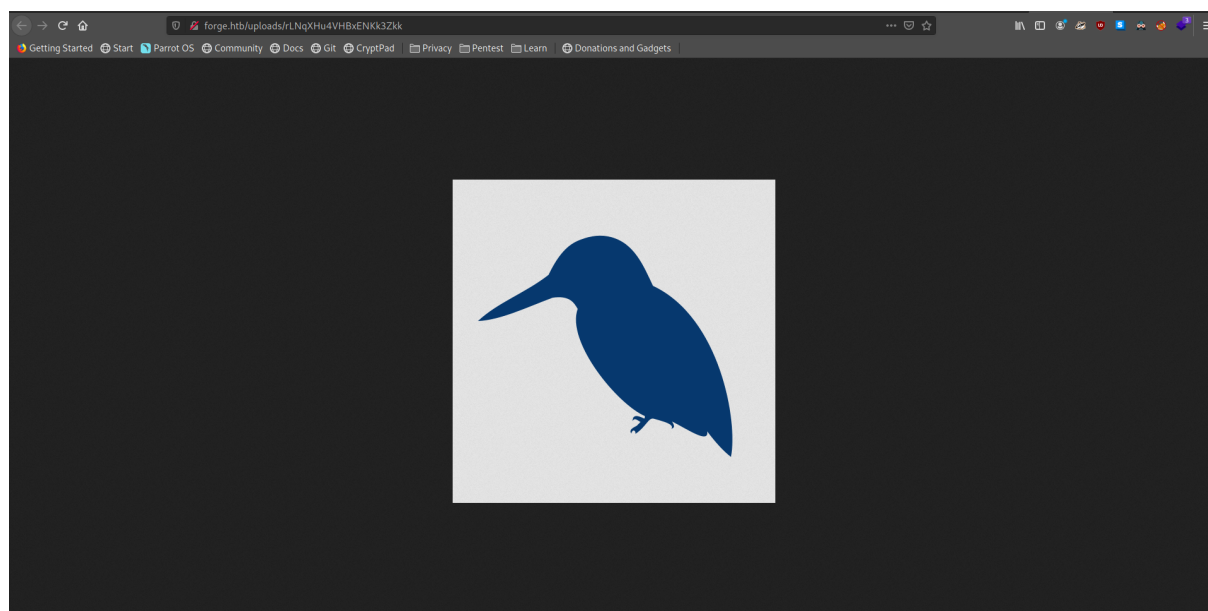 forge.htb/uploads/rLNqXHu4VHBxENKk3Zkk
Getting Started Start Parrot OS Community Docs Git CryptPad Privacy Pentest Learn Donations and Gadgets